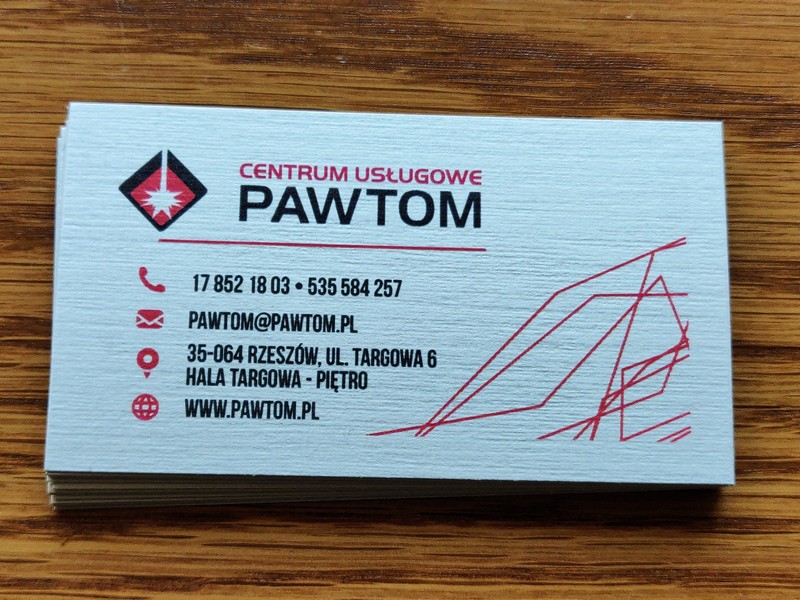 CENTRUM USŁUGOWE
PAWTOM
17 852 18 03 • 535 584 257
PAWTOM@PAWTOM.PL
35-064 RZESZÓW, UL. TARGOWA 6
HALA TARGOWA - PIĘTRO
WWW.PAWTOM.PL